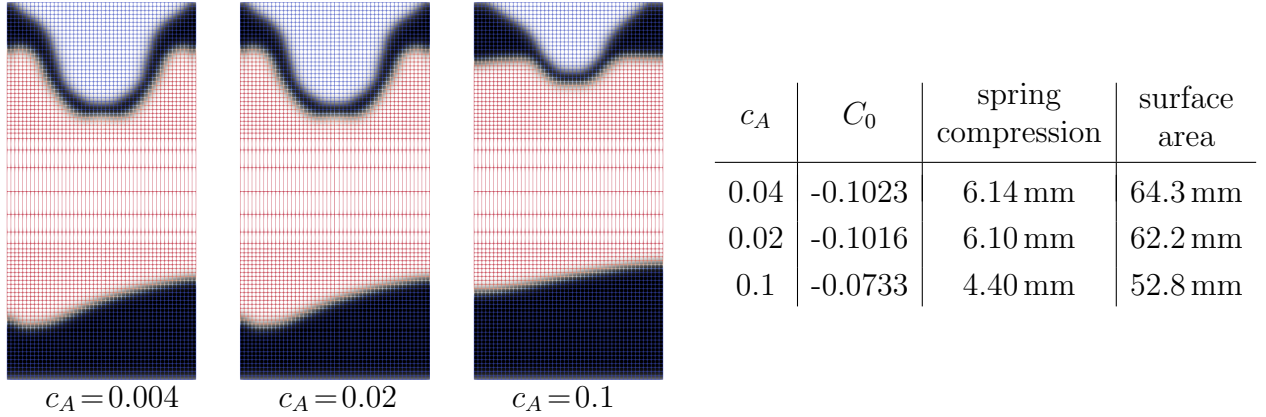 c_A=0.004
c_A=0.02
c_A=0.1
c_A C_0 spring compression surface area
0.04 -0.1023 6.14 mm 64.3 mm
0.02 -0.1016 6.10 mm 62.2 mm
0.1 -0.0733 4.40 mm 52.8 mm